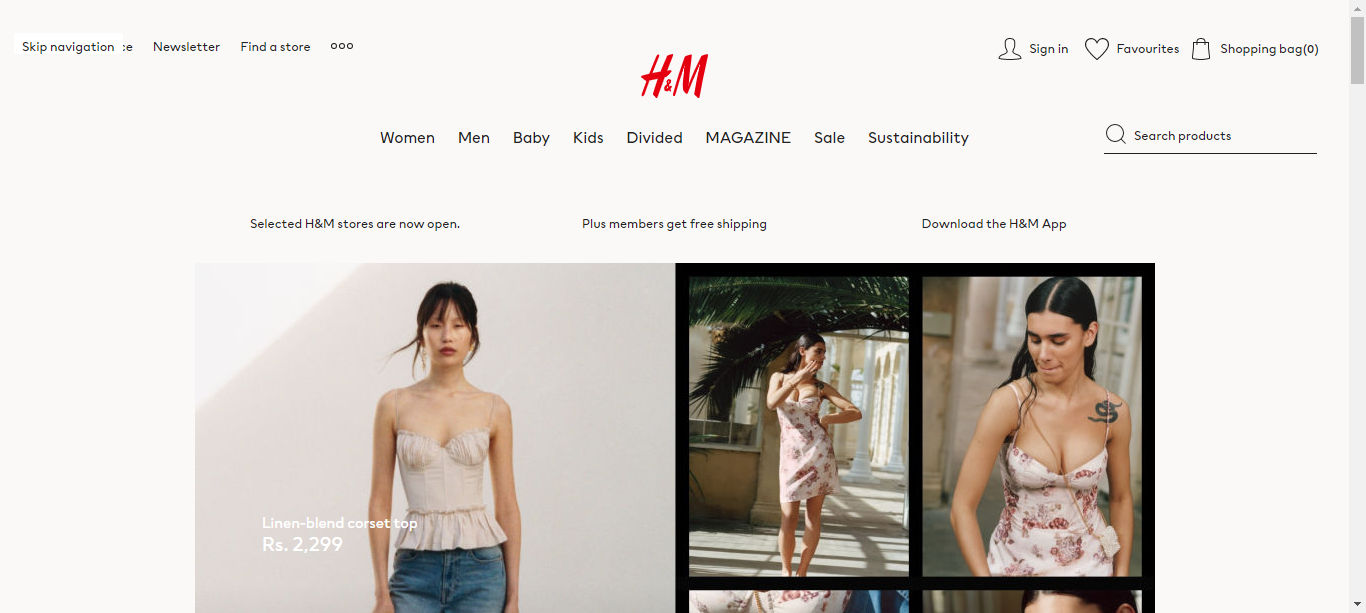 Skip navigation :e Newsletter Find a store
Sign in Favourites Shopping bag(0)
H&M
Women Men Baby Kids Divided MAGAZINE Sale Sustainability
Search products
Selected H&M stores are now open. Plus members get free shipping Download the H&M App
Linen-blend corset top
Rs. 2,299